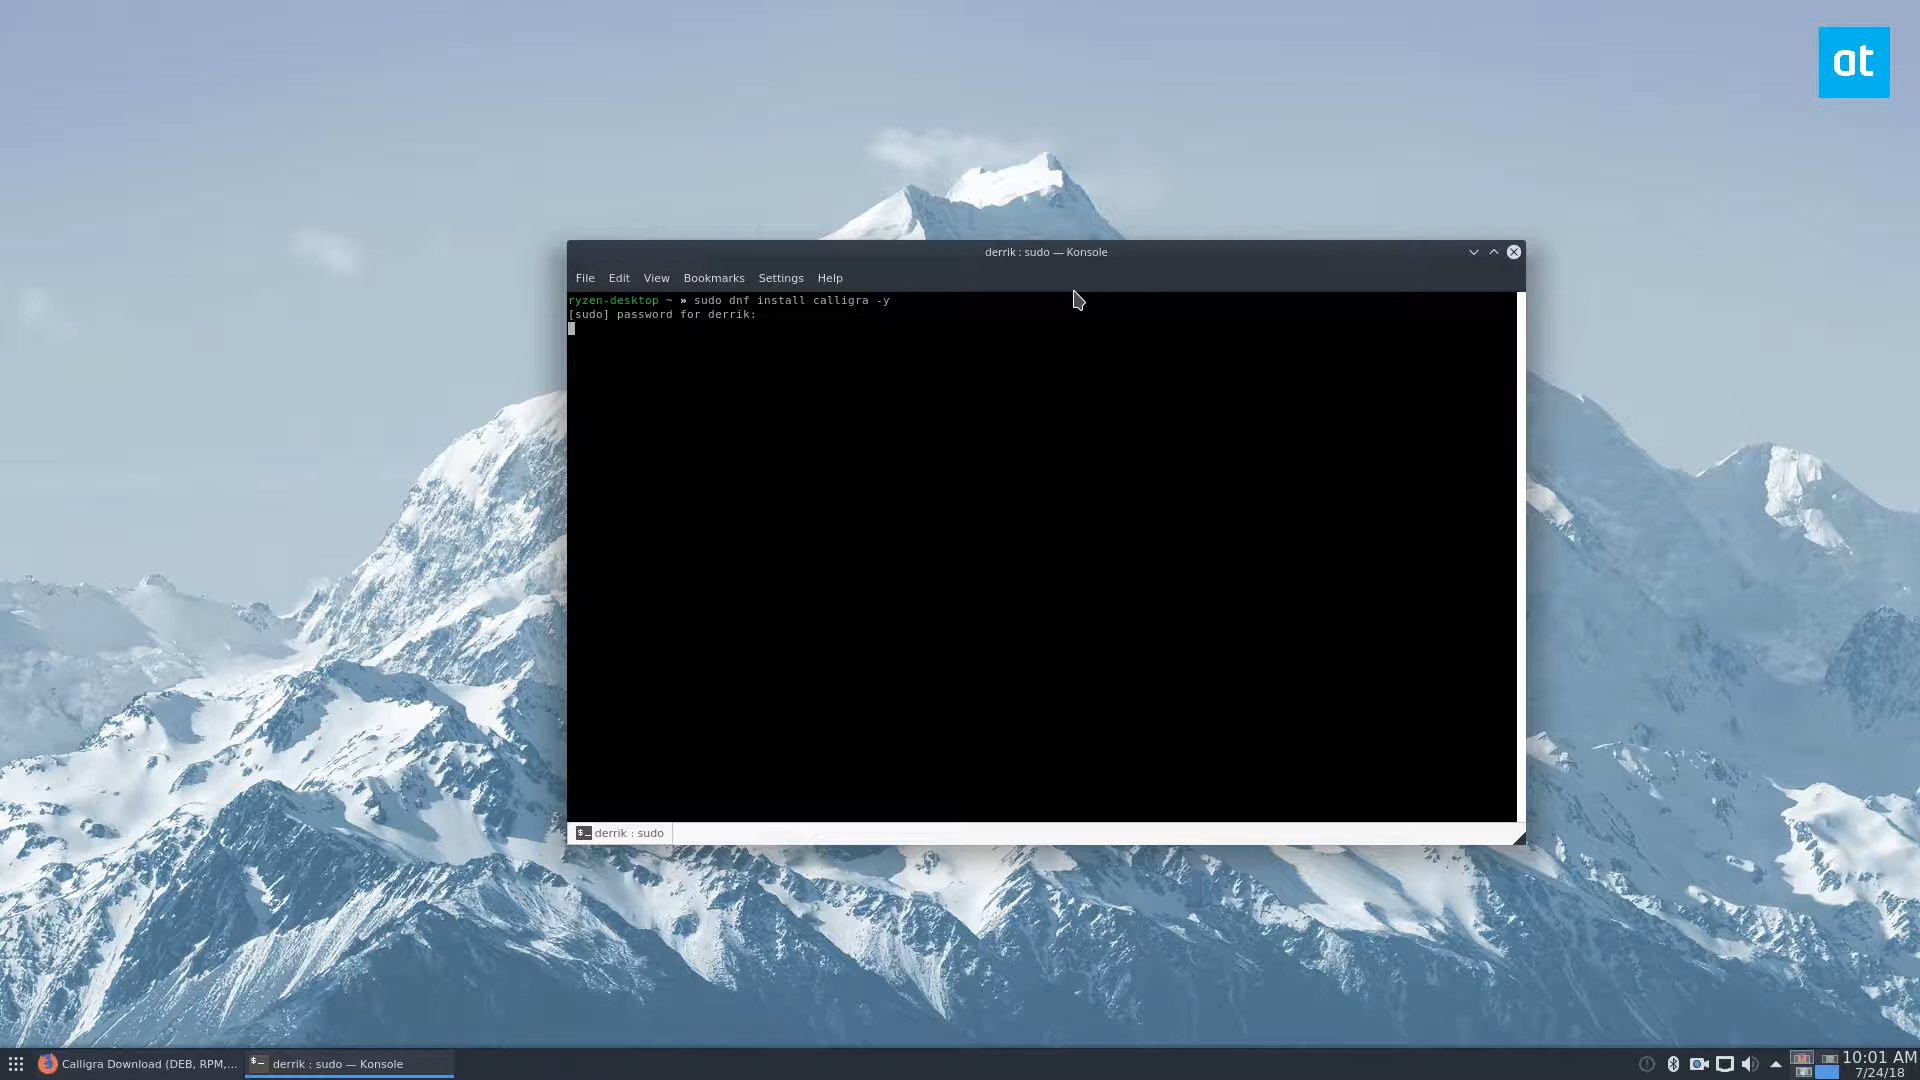 at
derrik : sudo — Konsole
File Edit View Bookmarks Settings Help
ryzen-desktop ~ » sudo dnf install calligra -y
[sudo] password for derrik:
derrik : sudo
Calligra Download (DEB, RPM,...
derrik : sudo — Konsole
10:01 AM
7/24/18